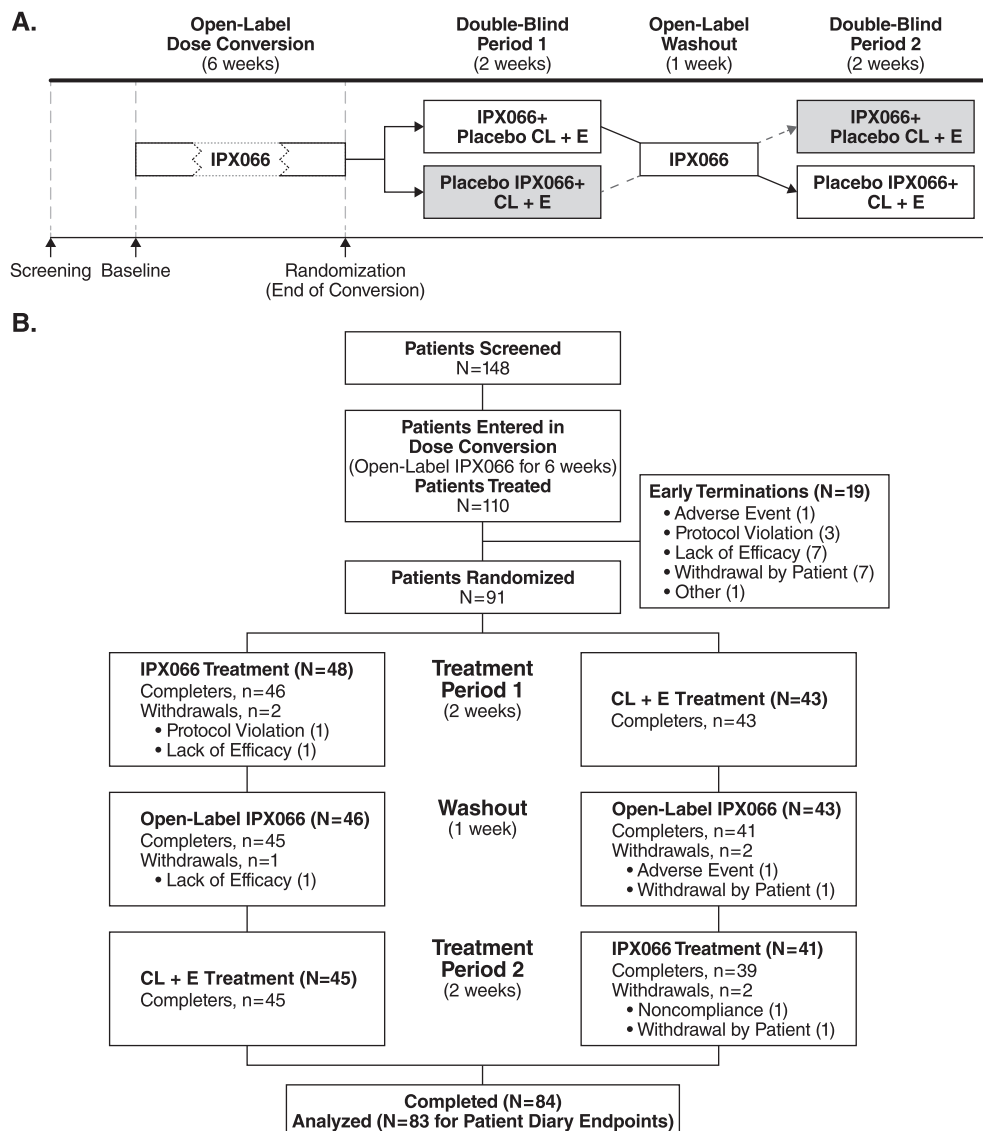 A.
Open-Label
Dose Conversion
(6 weeks)
Double-Blind
Period 1
(2 weeks)
Open-Label
Washout
(1 week)
Double-Blind
Period 2
(2 weeks)
IPX066
IPX066+
Placebo CL + E
Placebo IPX066+
CL + E
IPX066
IPX066+
Placebo CL + E
Placebo IPX066+
CL + E
Screening
Baseline
Randomization
(End of Conversion)
B.
Patients Screened
N=148
Patients Entered in
Dose Conversion
(Open-Label IPX066 for 6 weeks)
Patients Treated
N=110
Early Terminations (N=19)
• Adverse Event (1)
• Protocol Violation (3)
• Lack of Efficacy (7)
• Withdrawal by Patient (7)
• Other (1)
Patients Randomized
N=91
IPX066 Treatment (N=48)
Completers, n=46
Withdrawals, n=2
• Protocol Violation (1)
• Lack of Efficacy (1)
Treatment
Period 1
(2 weeks)
CL + E Treatment (N=43)
Completers, n=43
Open-Label IPX066 (N=46)
Completers, n=45
Withdrawals, n=1
• Lack of Efficacy (1)
Washout
(1 week)
Open-Label IPX066 (N=43)
Completers, n=41
Withdrawals, n=2
• Adverse Event (1)
• Withdrawal by Patient (1)
CL + E Treatment (N=45)
Completers, n=45
Treatment
Period 2
(2 weeks)
IPX066 Treatment (N=41)
Completers, n=39
Withdrawals, n=2
• Noncompliance (1)
• Withdrawal by Patient (1)
Completed (N=84)
Analyzed (N=83 for Patient Diary Endpoints)